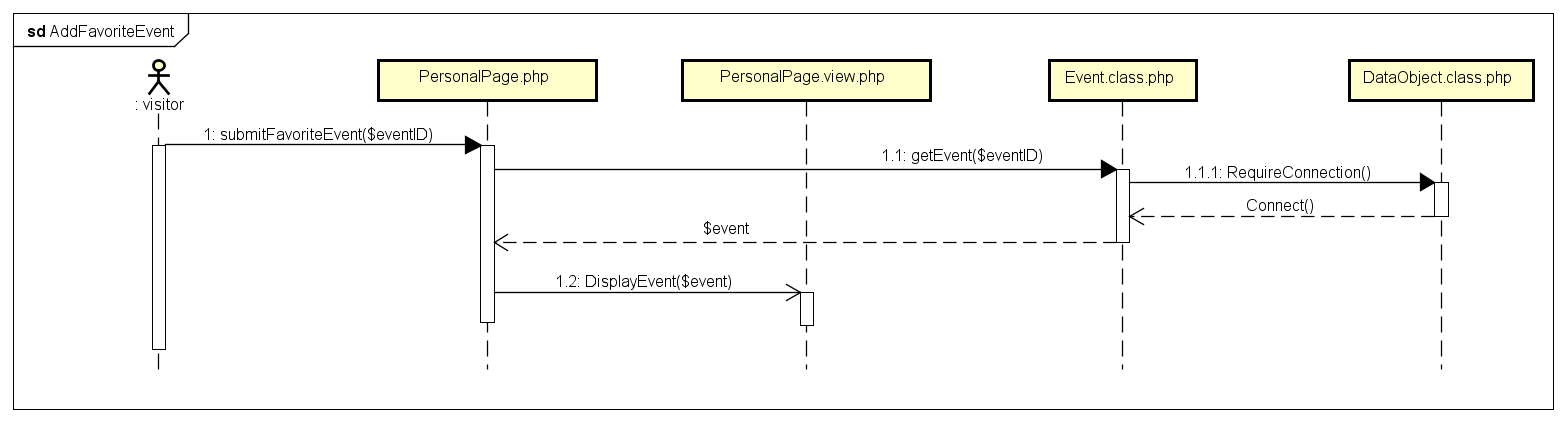 sd AddFavoriteEvent
: visitor
PersonalPage.php
PersonalPage.view.php
Event.class.php
DataObject.class.php
1: submitFavoriteEvent($eventID)
1.1: getEvent($eventID)
1.1.1: RequireConnection()
Connect()
$event
1.2: DisplayEvent($event)